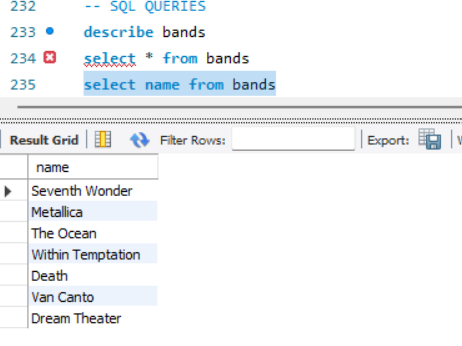 232 -- SQL QUERIES
233 describe bands
234 select * from bands
235 select name from bands
Result Grid Filter Rows: Export:
name
Seventh Wonder
Metallica
The Ocean
Within Temptation
Death
Van Canto
Dream Theater